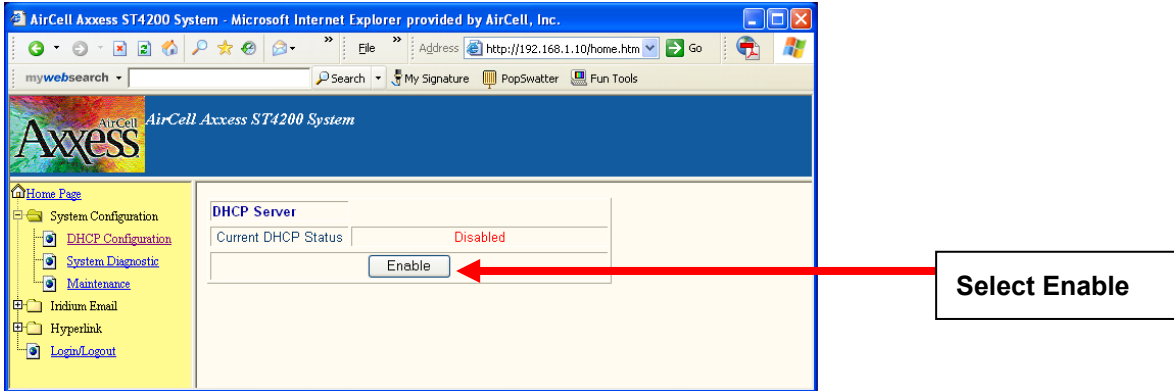 AirCell Axxess ST4200 System - Microsoft Internet Explorer provided by AirCell, Inc.
» File » Address http://192.168.1.10/home.htm Go
mywebsearch Search My Signature PopSwatter Fun Tools
AirCell
Axxess
AirCell Axxess ST4200 System
Home Page
System Configuration
DHCP Configuration
System Diagnostic
Maintenance
Iridium Email
Hyperlink
Login/Logout
DHCP Server
Current DHCP Status Disabled
Enable
Select Enable